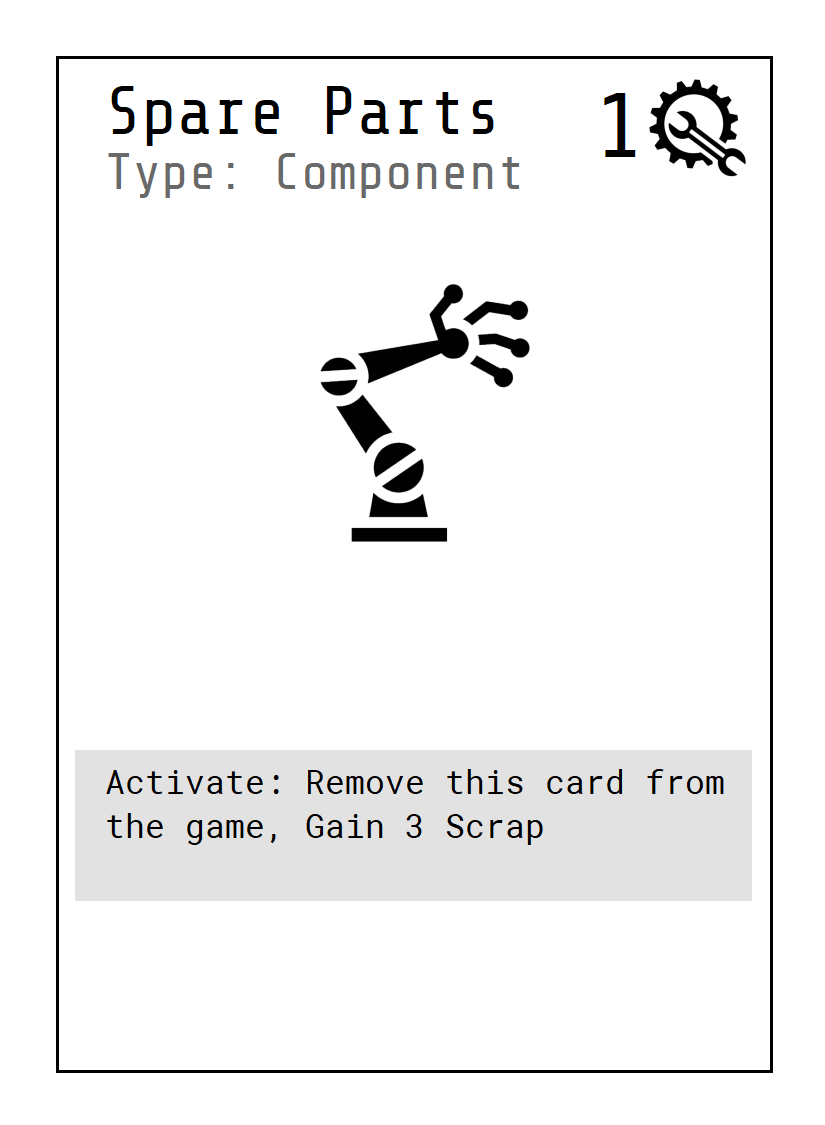 Spare Parts
1
Type: Component
Activate: Remove this card from
the game, Gain 3 Scrap